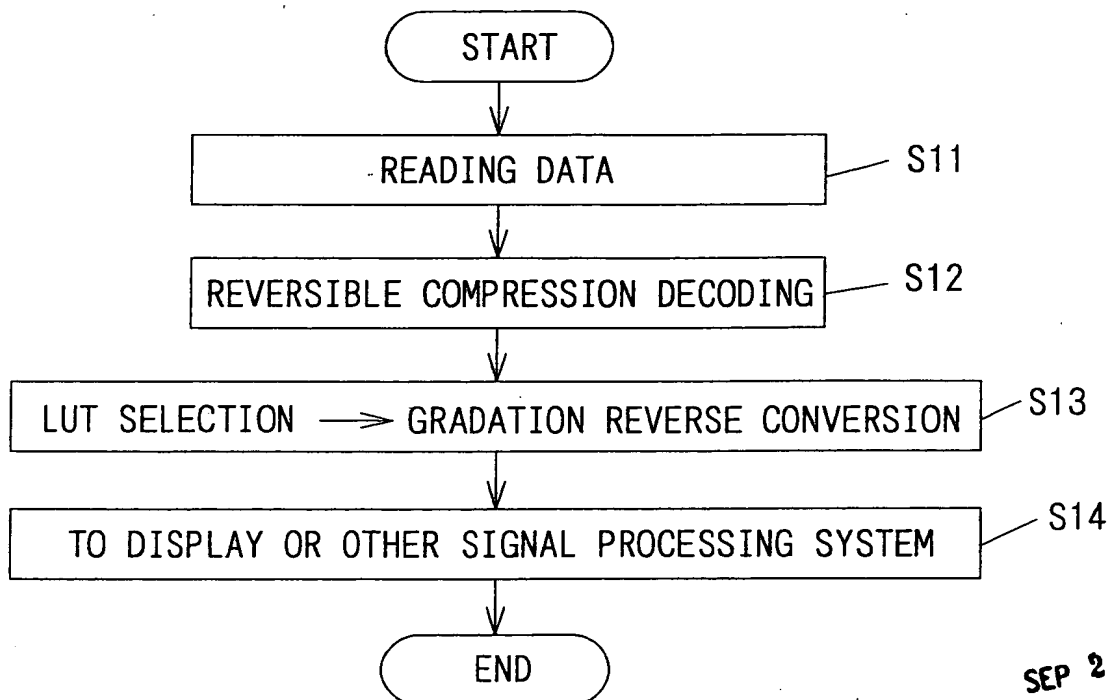 START
READING DATA
S11
REVERSIBLE COMPRESSION DECODING
S12
LUT SELECTION → GRADATION REVERSE CONVERSION
S13
TO DISPLAY OR OTHER SIGNAL PROCESSING SYSTEM
S14
END
SEP 2